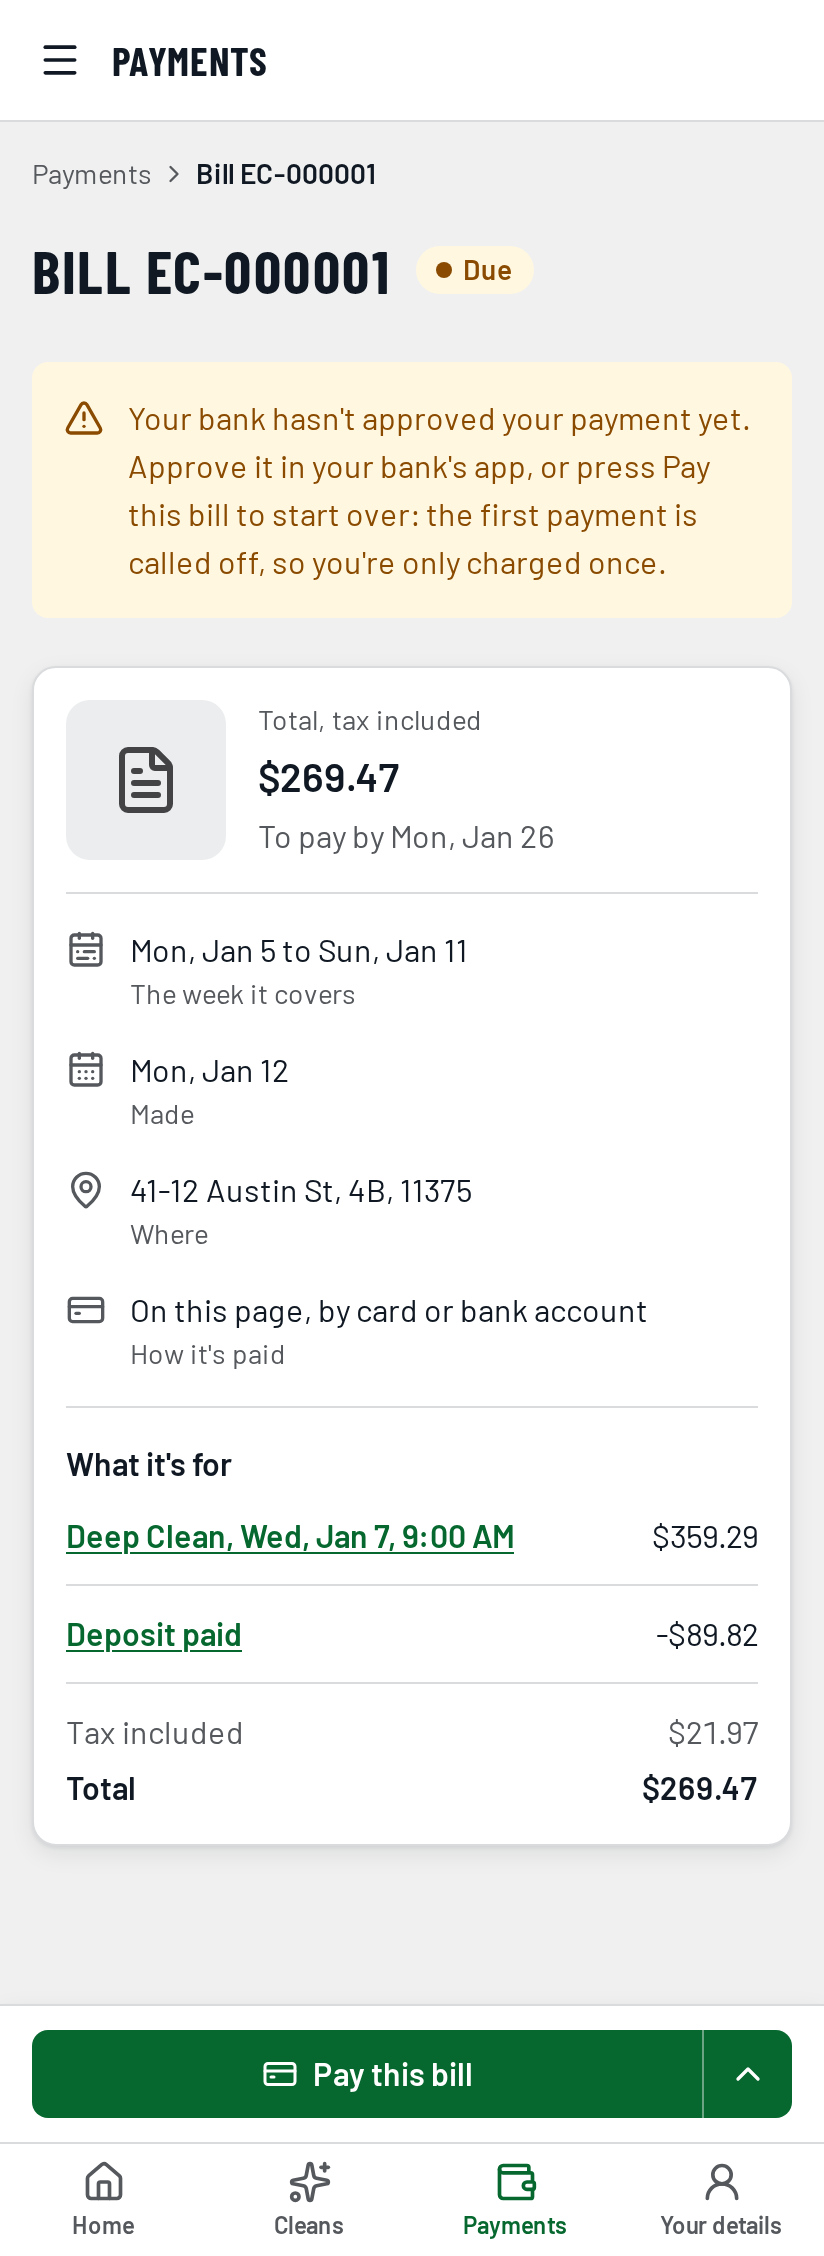 PAYMENTS
Payments > Bill EC-000001
BILL EC-000001
Due
Your bank hasn't approved your payment yet.
Approve it in your bank's app, or press Pay
this bill to start over: the first payment is
called off, so you're only charged once.
Total, tax included
$269.47
To pay by Mon, Jan 26
Mon, Jan 5 to Sun, Jan 11
The week it covers
Mon, Jan 12
Made
41-12 Austin St, 4B, 11375
Where
On this page, by card or bank account
How it's paid
What it's for
Deep Clean, Wed, Jan 7, 9:00 AM $359.29
Deposit paid -$89.82
Tax included $21.97
Total $269.47
Pay this bill
Home Cleans Payments Your details